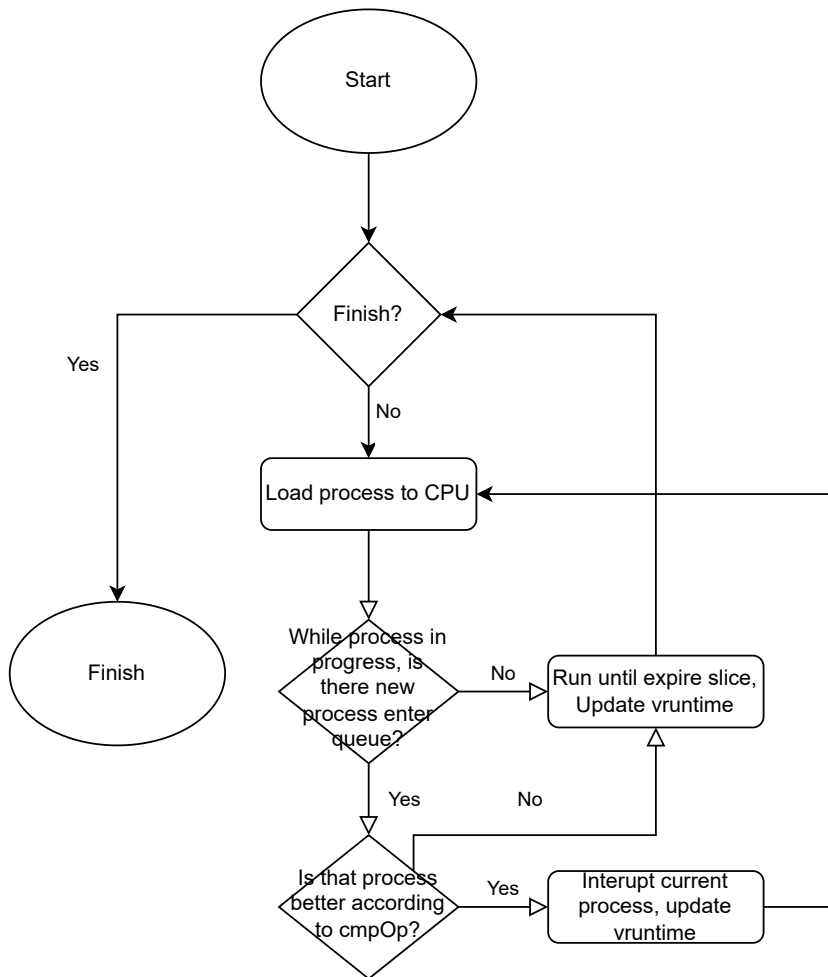 Start
Finish?
Yes
No
Load process to CPU
While process in
progress, is
there new
process enter
queue?
No
Run until expire slice,
Update vruntime
Finish
Yes
No
Is that process
better according
to cmpOp?
Yes
Interupt current
process, update
vruntime